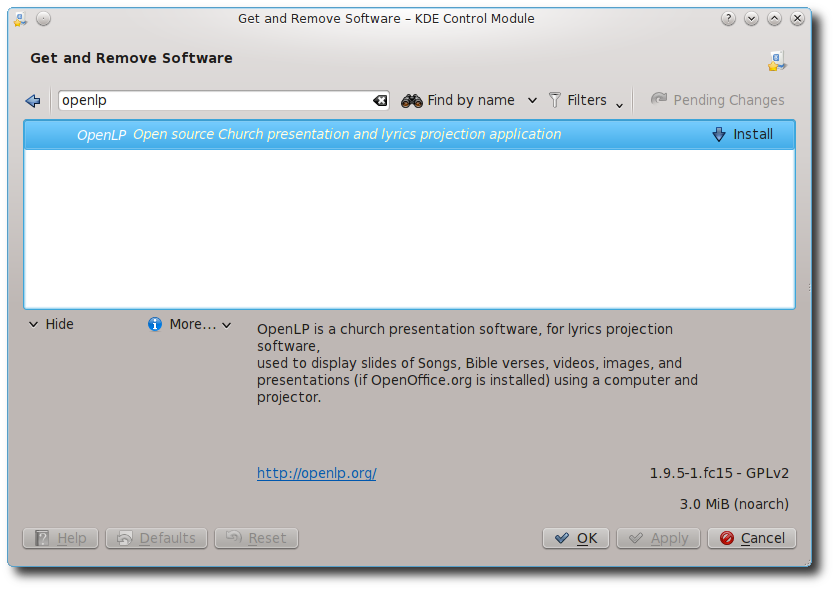 Get and Remove Software – KDE Control Module
Get and Remove Software
openlp Find by name Filters Pending Changes
OpenLP Open source Church presentation and lyrics projection application Install
Hide More...
OpenLP is a church presentation software, for lyrics projection
software,
used to display slides of Songs, Bible verses, videos, images, and
presentations (if OpenOffice.org is installed) using a computer and
projector.
http://openlp.org/ 1.9.5-1.fc15 - GPLv2
3.0 MiB (noarch)
Help Defaults Reset OK Apply Cancel